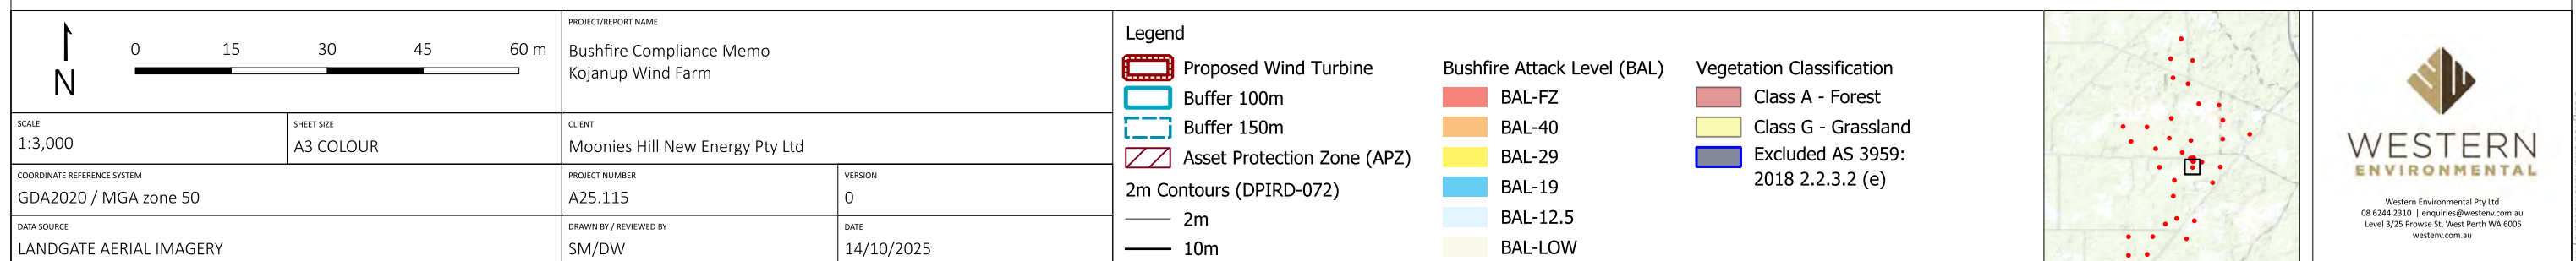 N
0 15 30 45 60 m
SCALE
1:3,000
SHEET SIZE
A3 COLOUR
COORDINATE REFERENCE SYSTEM
GDA2020 / MGA zone 50
DATA SOURCE
LANDGATE AERIAL IMAGERY
PROJECT/REPORT NAME
Bushfire Compliance Memo
Kojanup Wind Farm
CLIENT
Moonies Hill New Energy Pty Ltd
PROJECT NUMBER
A25.115
VERSION
0
DRAWN BY / REVIEWED BY
SM/DW
DATE
14/10/2025
Legend
Proposed Wind Turbine
Buffer 100m
Buffer 150m
Asset Protection Zone (APZ)
2m Contours (DPIRD-072)
2m
10m
Bushfire Attack Level (BAL)
BAL-FZ
BAL-40
BAL-29
BAL-19
BAL-12.5
BAL-LOW
Vegetation Classification
Class A - Forest
Class G - Grassland
Excluded AS 3959:
2018 2.2.3.2 (e)
WESTERN
ENVIRONMENTAL
Western Environmental Pty Ltd
08 6244 2310 | enquiries@westenv.com.au
Level 3/25 Prowse St, West Perth WA 6005
westenv.com.au